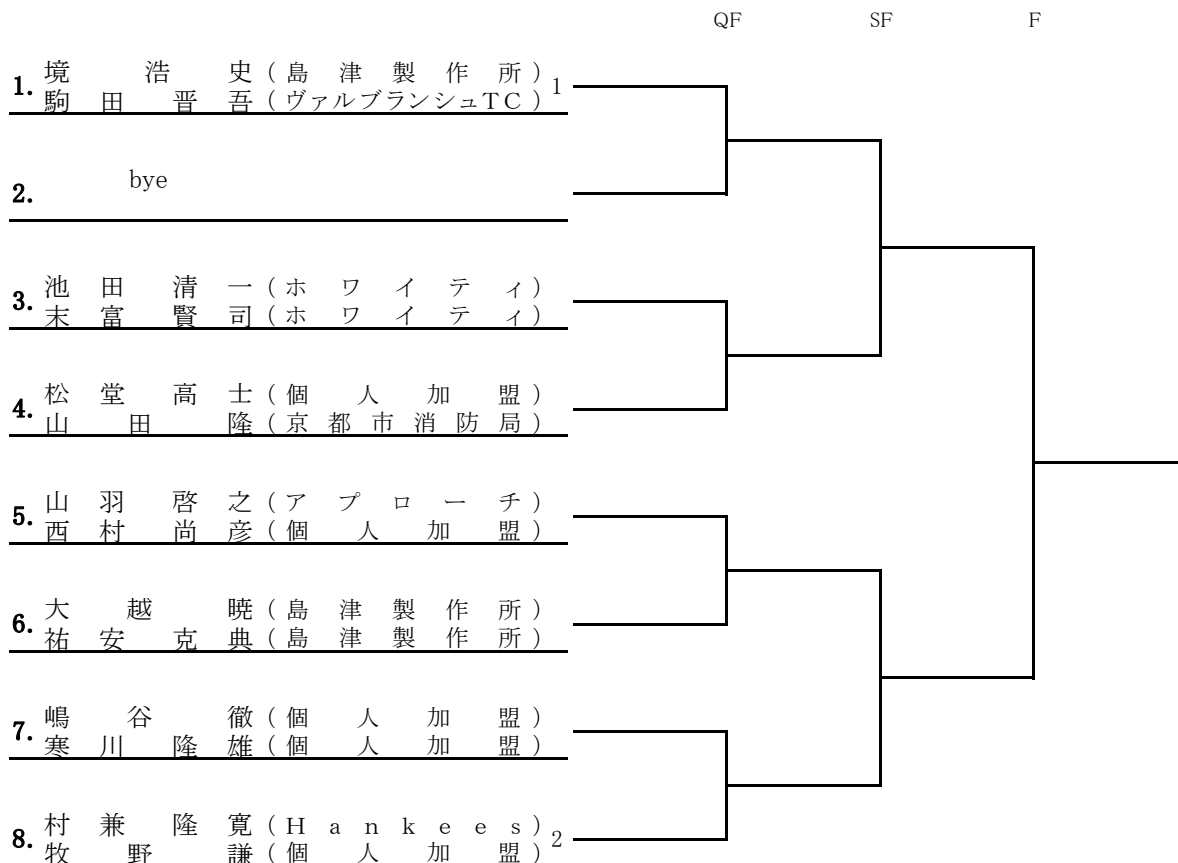 QF SF F
1. 境 浩 史 ( 島 津 製 作 所 ) 1
駒 田 晋 吾 ( ヴァルブランシュTC )
2. bye
3. 池 田 清 一 ( ホ ワ イ テ ィ )
末 富 賢 司 ( ホ ワ イ テ ィ )
4. 松 堂 高 士 ( 個 人 加 盟 )
山 田 隆 ( 京 都 市 消 防 局 )
5. 山 羽 啓 之 ( ア プ ロ ー チ )
西 村 尚 彦 ( 個 人 加 盟 )
6. 大 越 暁 ( 島 津 製 作 所 )
祐 安 克 典 ( 島 津 製 作 所 )
7. 嶋 谷 徹 ( 個 人 加 盟 )
寒 川 隆 雄 ( 個 人 加 盟 )
8. 村 兼 隆 寛 ( H a n k e e s ) 2
牧 野 謙 ( 個 人 加 盟 )